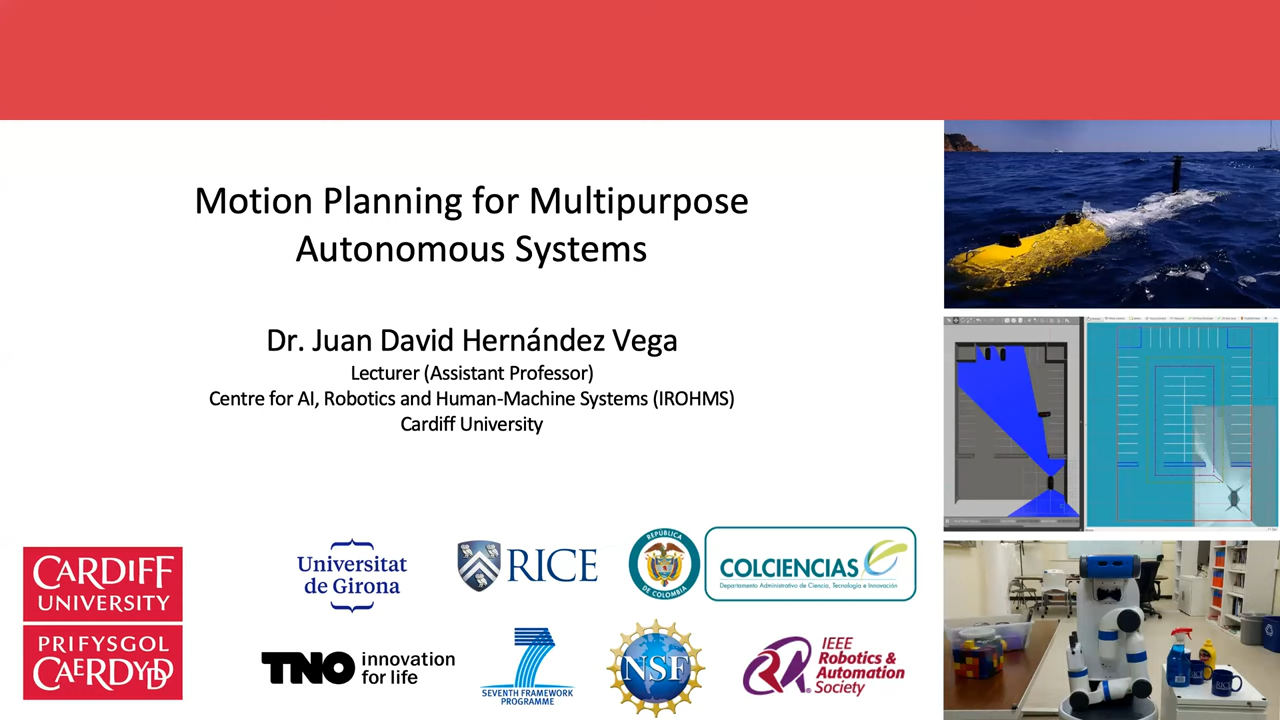 Motion Planning for Multipurpose
Autonomous Systems
Dr. Juan David Hernández Vega
Lecturer (Assistant Professor)
Centre for AI, Robotics and Human-Machine Systems (IROHMS)
Cardiff University
CARDIFF
UNIVERSITY
PRIFYSGOL
CAERDYDD
Universitat
de Girona
RICE
REPÚBLICA
DE COLOMBIA
COLCIENCIAS
Departamento Administrativo de Ciencia, Tecnología e Innovación
TNO innovation
for life
SEVENTH FRAMEWORK
PROGRAMME
NSF
IEEE
Robotics &
Automation
Society
RICE